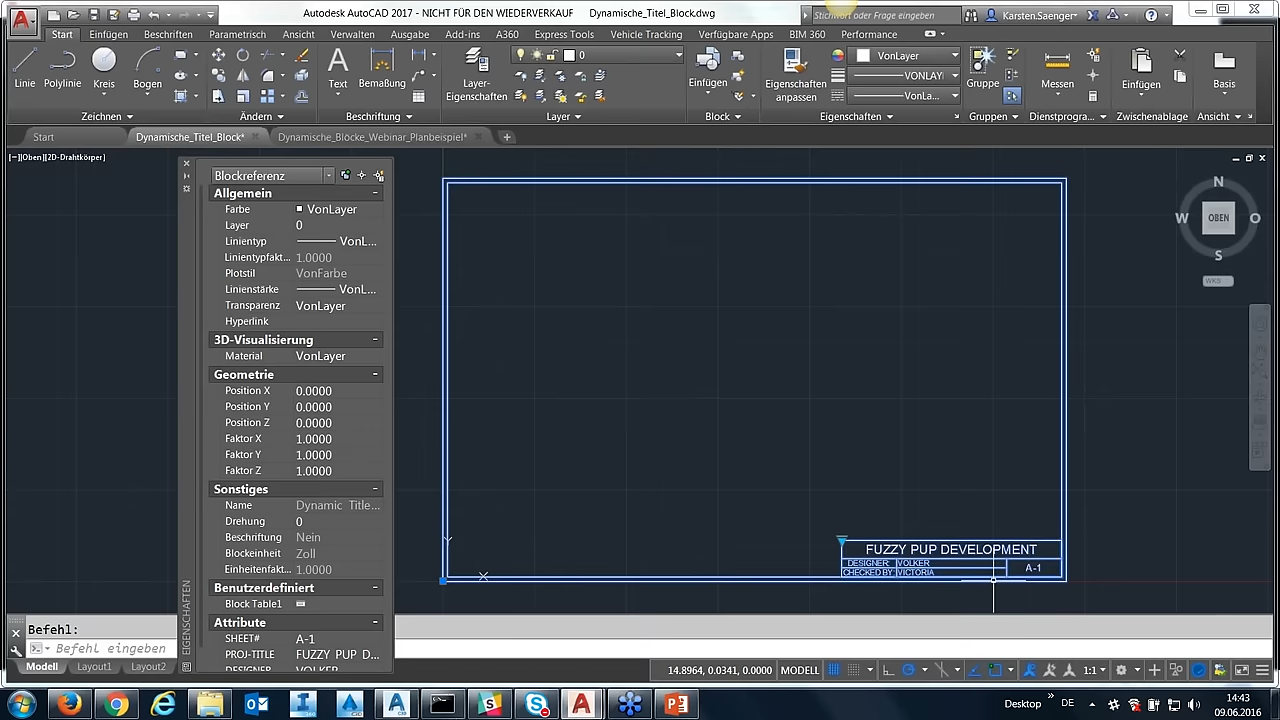 Autodesk AutoCAD 2017 - NICHT FÜR DEN WIEDERVERKAUF Dynamische_Titel_Block.dwg
Stichwort oder Frage eingeben
Karsten.Saenger
Start Einfügen Beschriften Parametrisch Ansicht Verwalten Ausgabe Add-ins A360 Express Tools Vehicle Tracking Verfügbare Apps BIM 360 Performance
Linie Polylinie Kreis Bogen
Text Bemaßung
Layer-Eigenschaften
0
Einfügen
Eigenschaften anpassen
VonLayer
VONLAYI
VonLa...
Gruppe
Messen
Einfügen
Basis
Zeichnen Ändern Beschriftung Layer Block Eigenschaften Gruppen Dienstprog... Zwischenablage Ansicht
Start Dynamische_Titel_Block* Dynamische_Blöcke_Webinar_Planbeispiel*
[−][Oben][2D-Drahtkörper]
Blockreferenz
Allgemein
Farbe VonLayer
Layer 0
Linientyp VonL...
Linientypfakt... 1.0000
Plotstil VonFarbe
Linienstärke VonL...
Transparenz VonLayer
Hyperlink
3D-Visualisierung
Material VonLayer
Geometrie
Position X 0.0000
Position Y 0.0000
Position Z 0.0000
Faktor X 1.0000
Faktor Y 1.0000
Faktor Z 1.0000
Sonstiges
Name Dynamic Title...
Drehung 0
Beschriftung Nein
Blockeinheit Zoll
Einheitenfakt... 1.0000
Benutzerdefiniert
Block Table1
Attribute
SHEET# A-1
PROJ-TITLE FUZZY PUP D...
DESIGNER VOLKER
EIGENSCHAFTEN
N
W OBEN O
S
WKS
FUZZY PUP DEVELOPMENT
DESIGNER: VOLKER
CHECKED BY: VICTORIA
A-1
Befehl:
Befehl eingeben
Modell Layout1 Layout2
14.8964, 0.0341, 0.0000 MODELL
1:1
Desktop
DE
14:43
09.06.2016